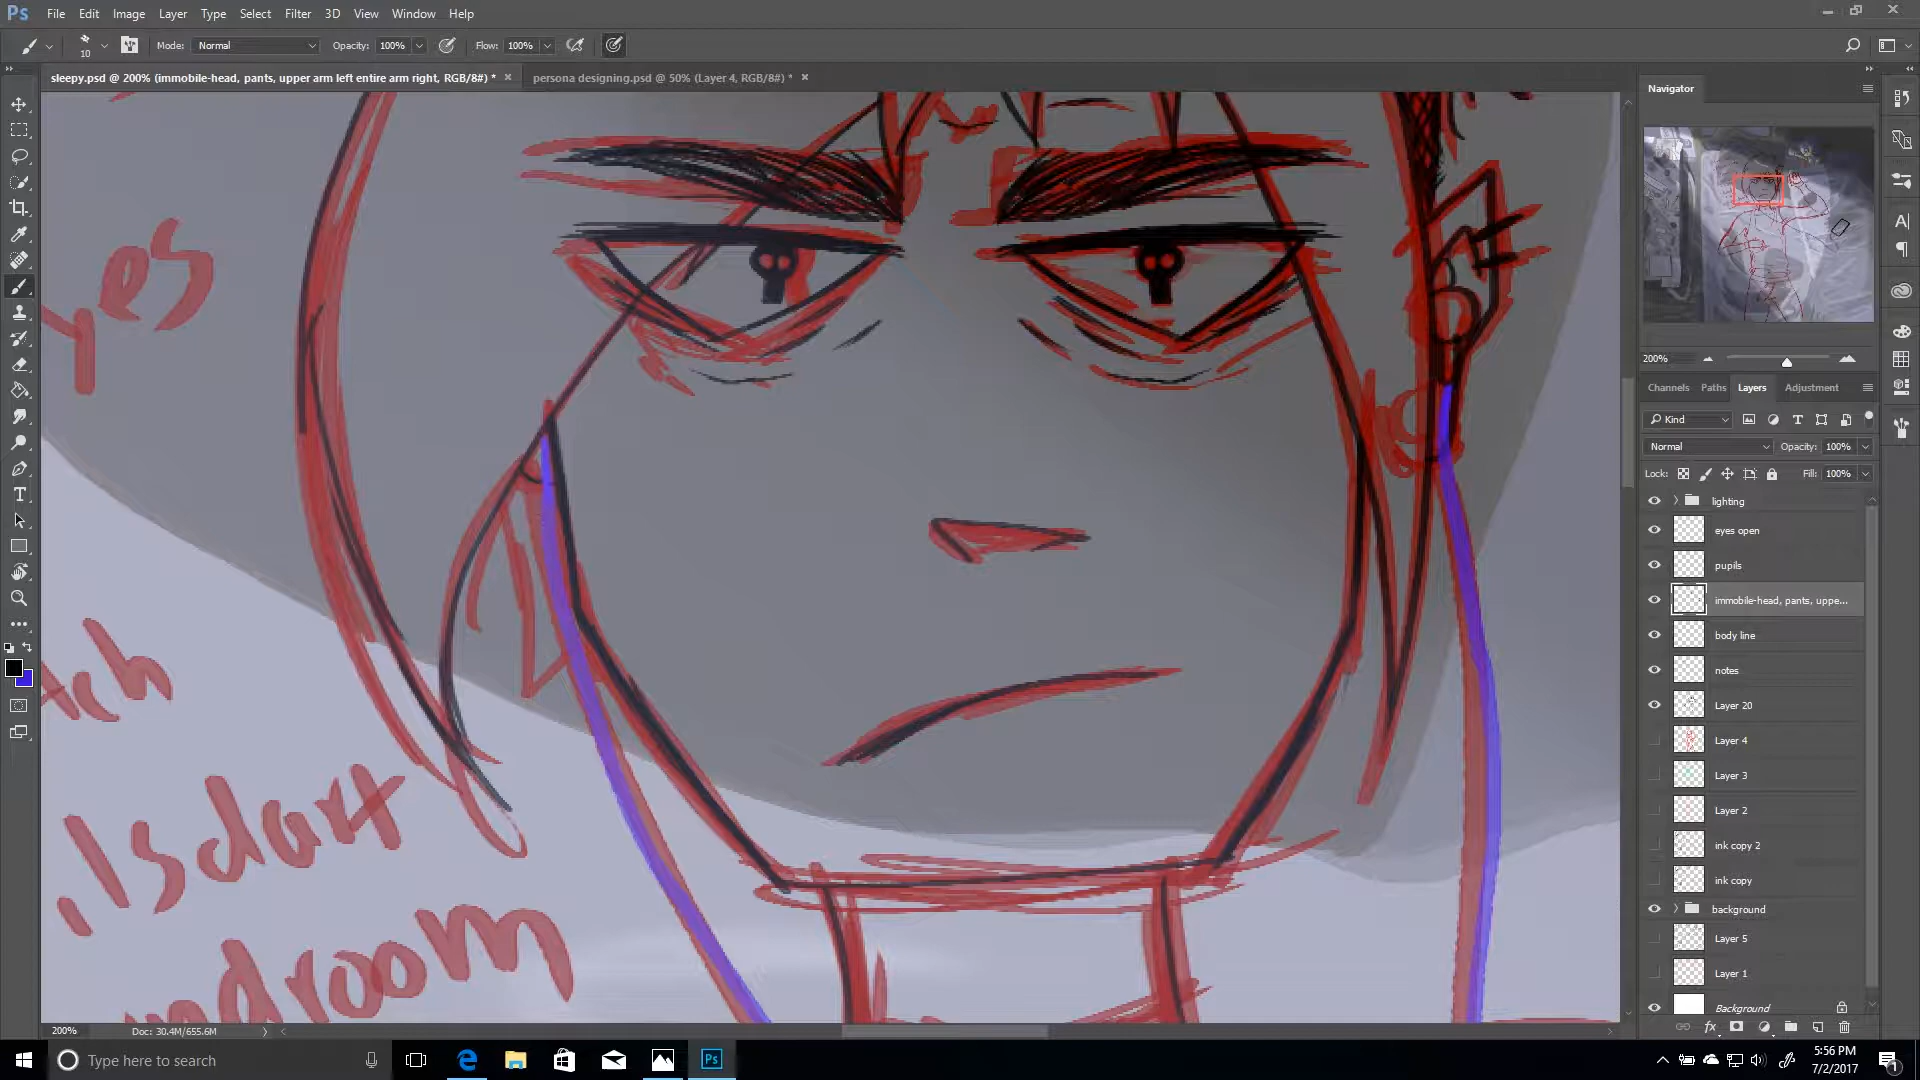 Ps File Edit Image Layer Type Select Filter 3D View Window Help
10 Mode: Normal Opacity: 100% Flow: 100%
sleepy.psd @ 200% (immobile-head, pants, upper arm left entire arm right, RGB/8#) * × persona designing.psd @ 50% (Layer 4, RGB/8#) * ×
Navigator
200%
Channels Paths Layers Adjustment
Kind
Normal Opacity: 100%
Lock: Fill: 100%
lighting
eyes open
pupils
immobile-head, pants, uppe...
body line
notes
Layer 20
Layer 4
Layer 3
Layer 2
ink copy 2
ink copy
background
Layer 5
Layer 1
Background
yes
200% Doc: 30.4M/655.6M
Type here to search
5:56 PM
7/2/2017